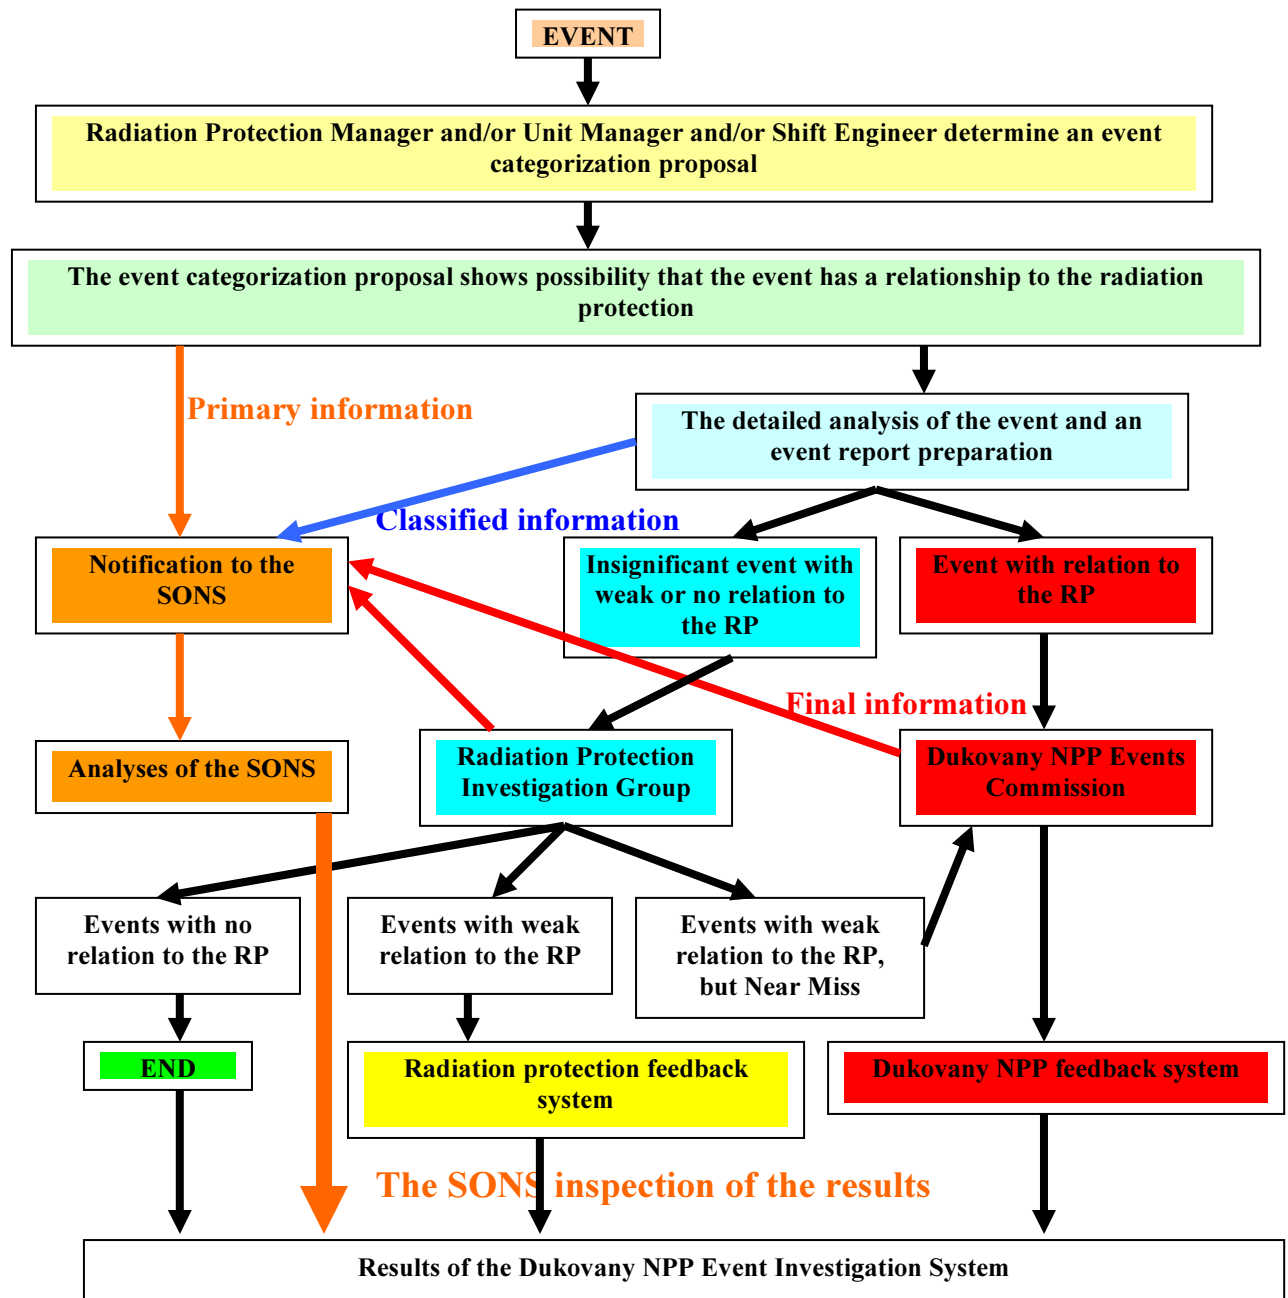 EVENT
Radiation Protection Manager and/or Unit Manager and/or Shift Engineer determine an event
categorization proposal
The event categorization proposal shows possibility that the event has a relationship to the radiation
protection
Primary information
The detailed analysis of the event and an
event report preparation
Classified information
Notification to the
SONS
Insignificant event with
weak or no relation to
the RP
Event with relation to
the RP
Final information
Analyses of the SONS
Radiation Protection
Investigation Group
Dukovany NPP Events
Commission
Events with no
relation to the RP
Events with weak
relation to the RP
Events with weak
relation to the RP,
but Near Miss
END
Radiation protection feedback
system
Dukovany NPP feedback system
The SONS inspection of the results
Results of the Dukovany NPP Event Investigation System